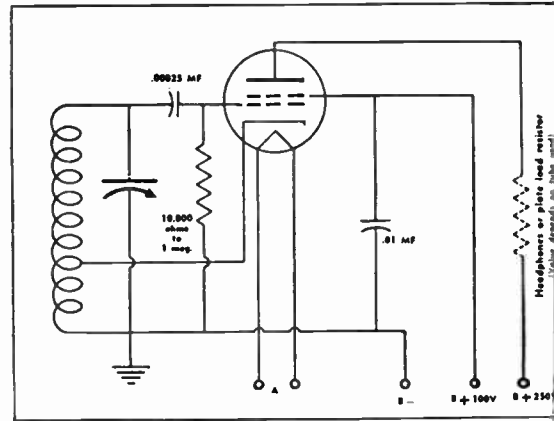 .00025 MF
10,000
ohms
to
1 meg.
.01 MF
Headphones or plate load resistor
(Value depends on tube used)
A
B -
B + 100V
B + 250V